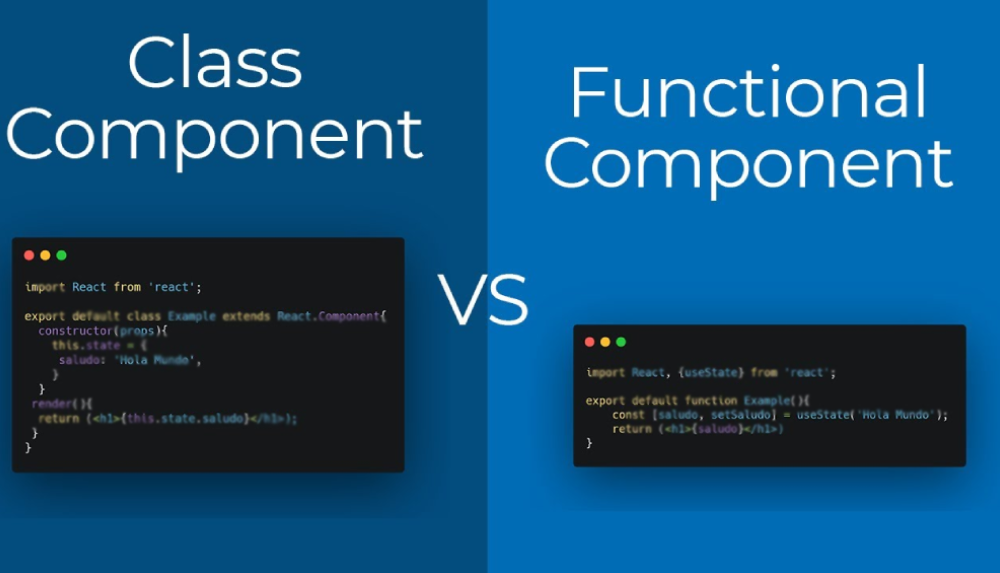 Class
Component
import React from 'react';
export default class Example extends React.Component{
constructor(props){
this.state = {
saludo: 'Hola Mundo',
}
}
render(){
return (<h1>{this.state.saludo}</h1>);
}
}
VS
Functional
Component
import React, {useState} from 'react';
export default function Example(){
const [saludo, setSaludo] = useState('Hola Mundo');
return (<h1>{saludo}</h1>)
}